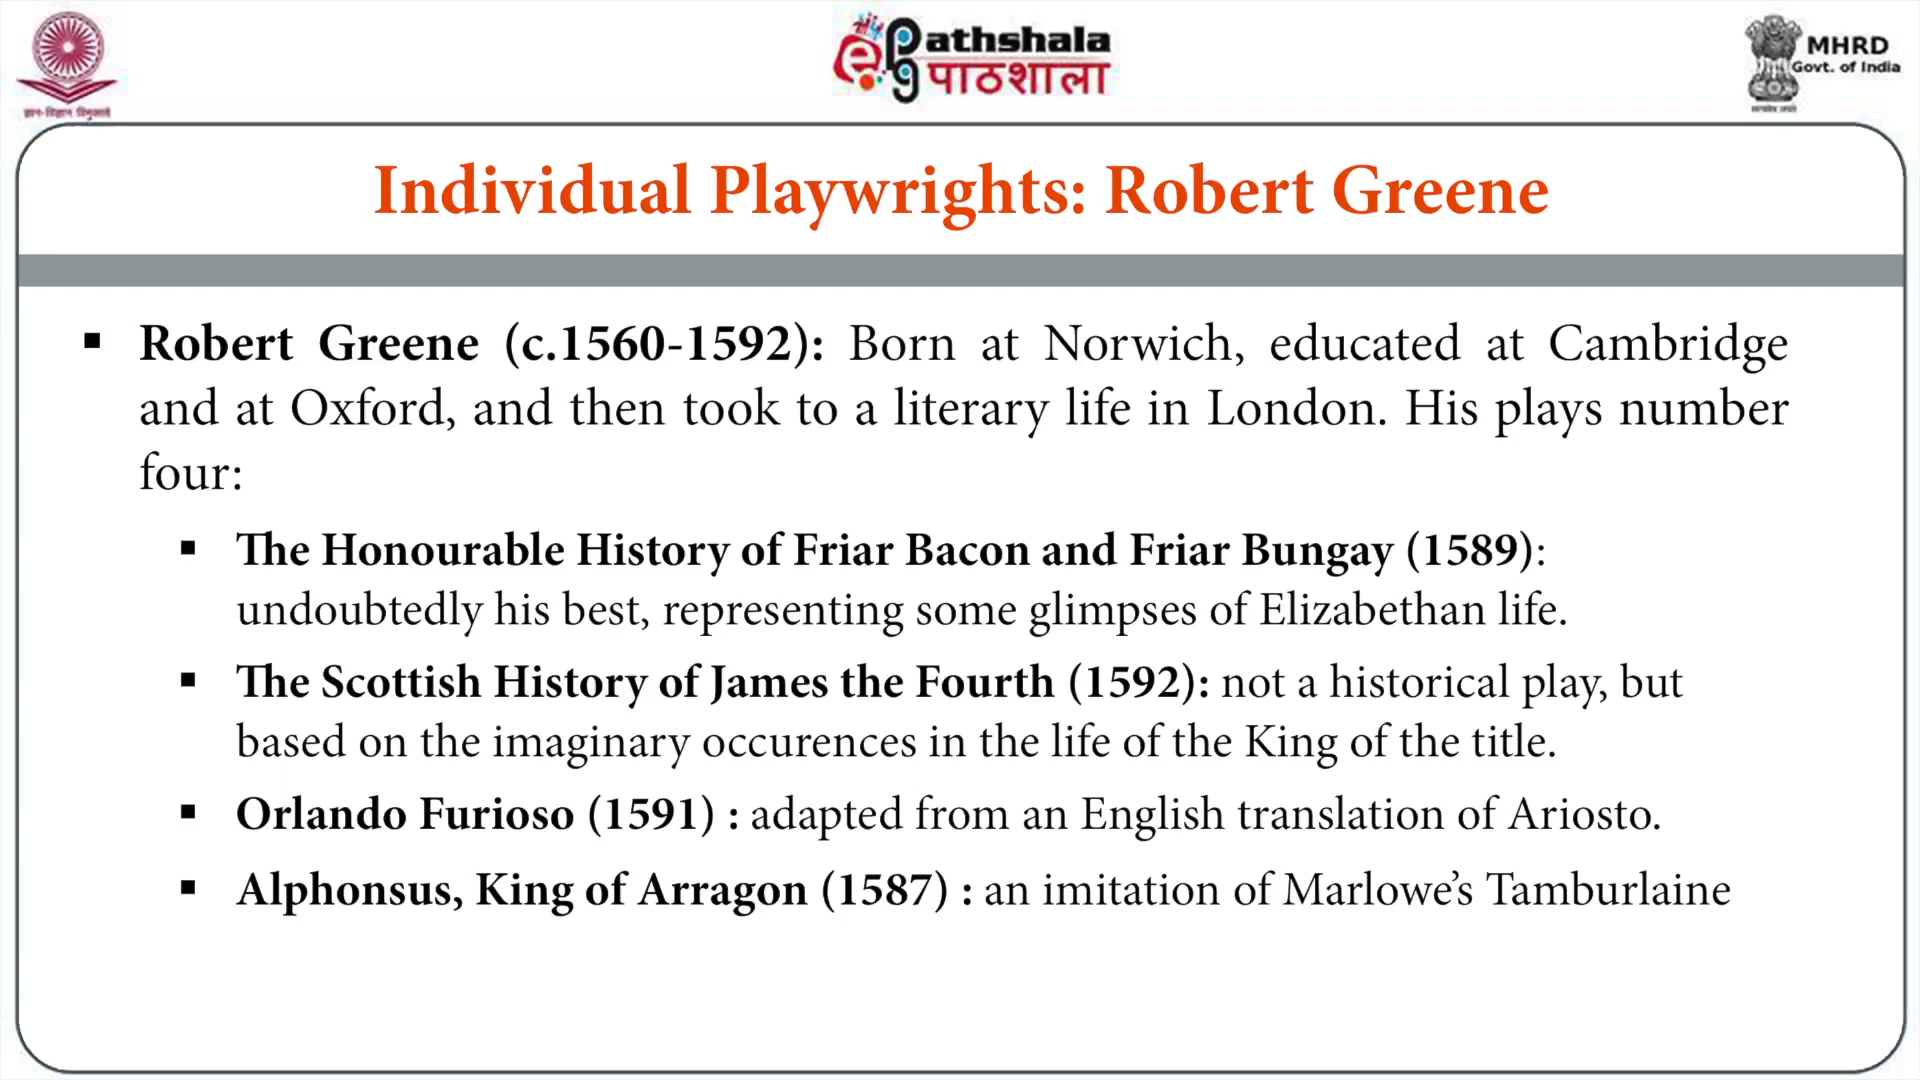 athshala
पाठशाला
MHRD
Govt. of India
Individual Playwrights: Robert Greene
▪ Robert Greene (c.1560-1592): Born at Norwich, educated at Cambridge
and at Oxford, and then took to a literary life in London. His plays number
four:
▪ The Honourable History of Friar Bacon and Friar Bungay (1589):
undoubtedly his best, representing some glimpses of Elizabethan life.
▪ The Scottish History of James the Fourth (1592): not a historical play, but
based on the imaginary occurences in the life of the King of the title.
▪ Orlando Furioso (1591) : adapted from an English translation of Ariosto.
▪ Alphonsus, King of Arragon (1587) : an imitation of Marlowe’s Tamburlaine